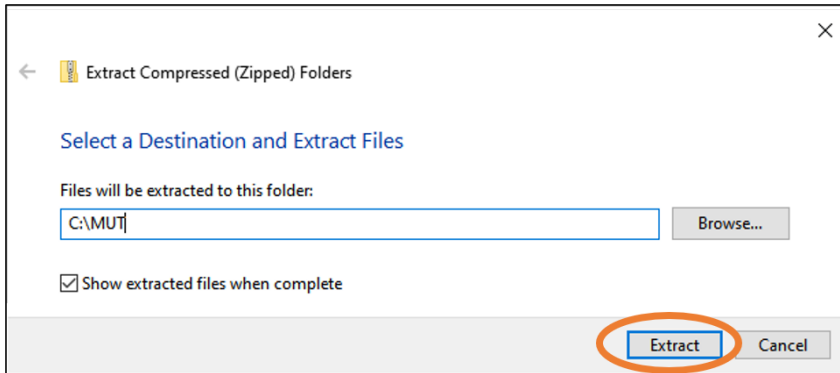 Extract Compressed (Zipped) Folders
Select a Destination and Extract Files
Files will be extracted to this folder:
C:\MUT
Browse...
Show extracted files when complete
Extract
Cancel